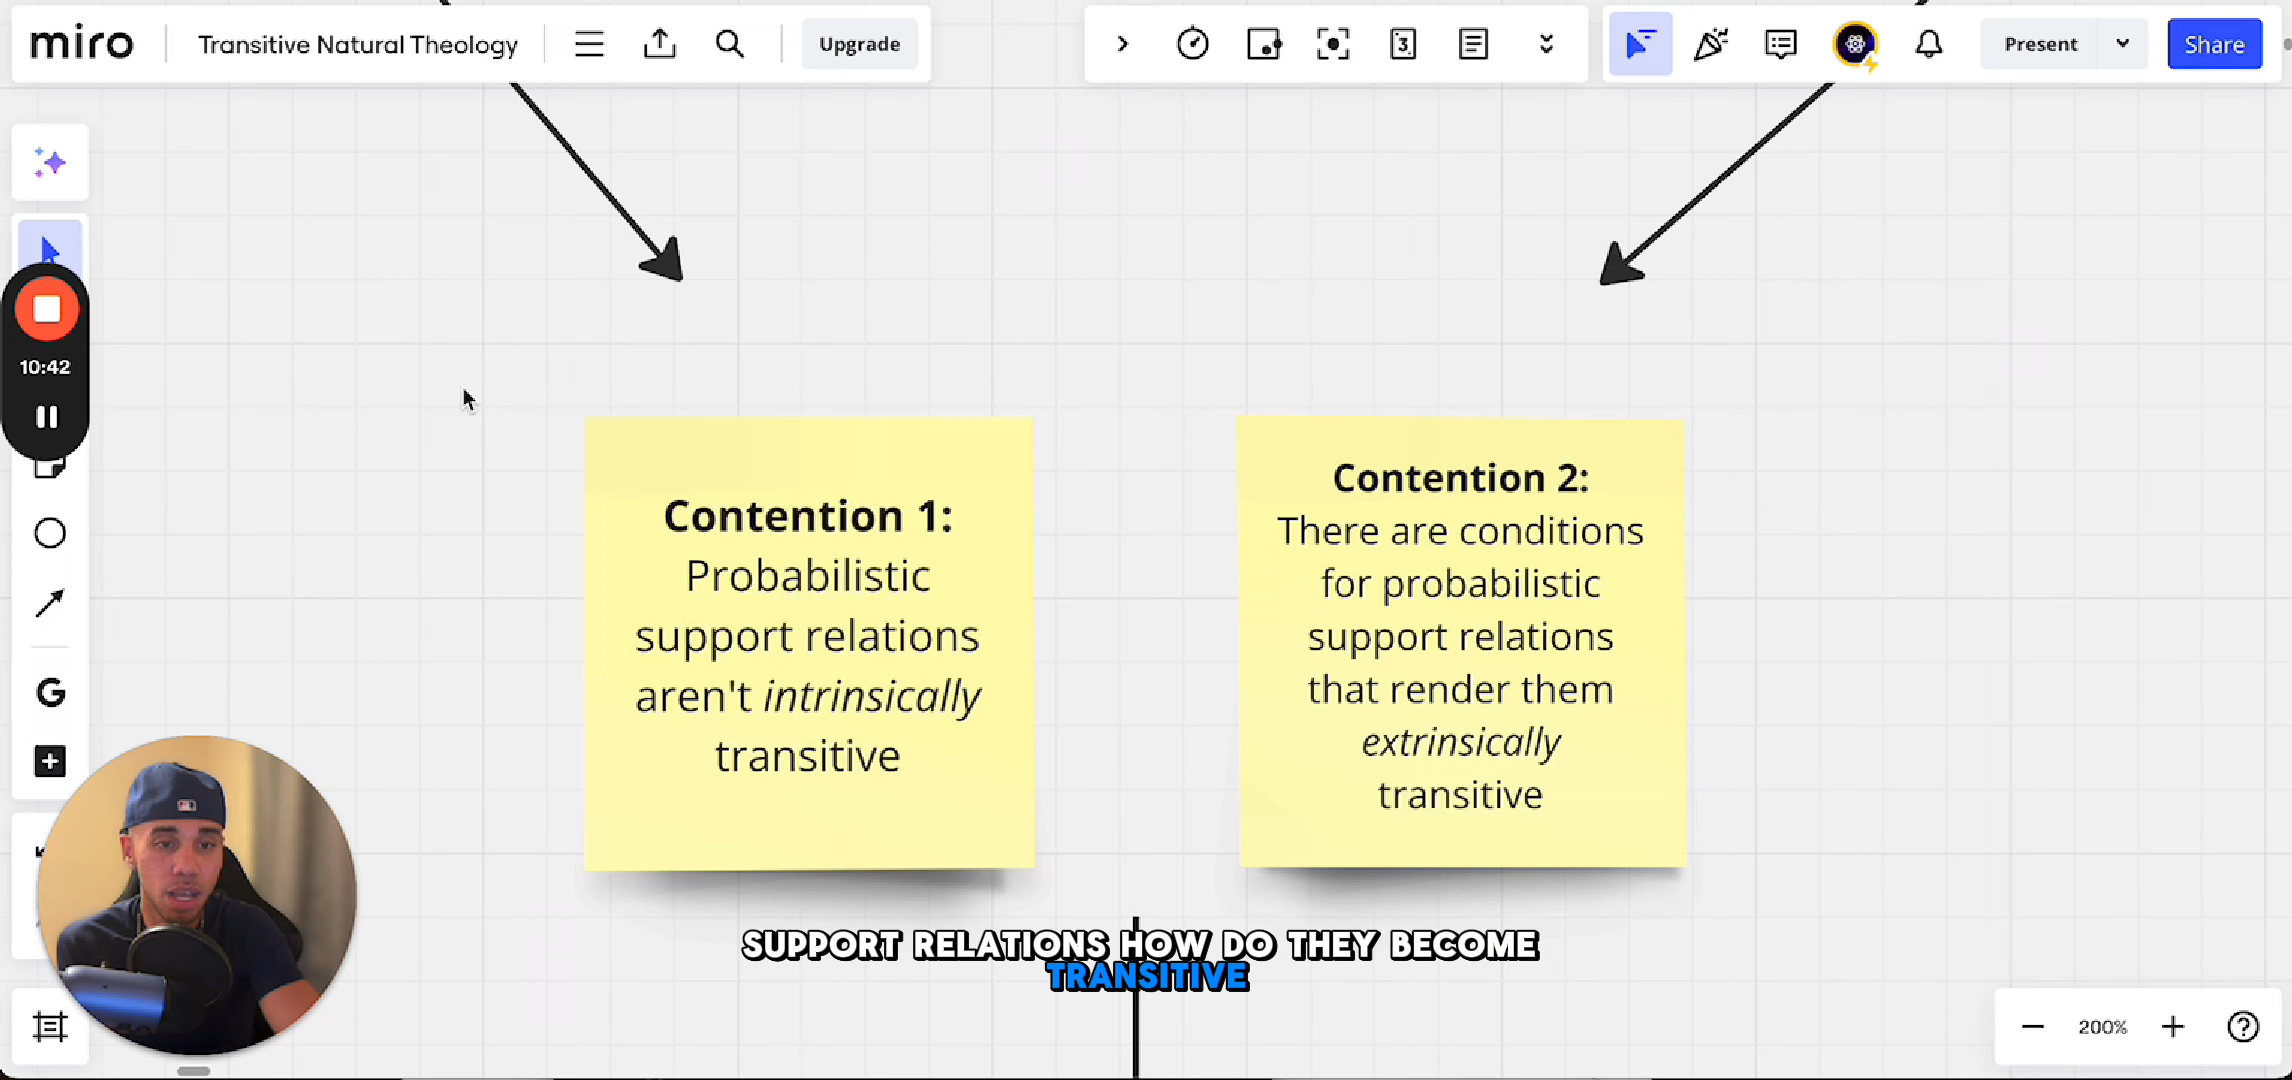 miro
Transitive Natural Theology
Upgrade
3
Present
Share
10:42
G
Contention 1:
Probabilistic
support relations
aren't intrinsically
transitive
Contention 2:
There are conditions
for probabilistic
support relations
that render them
extrinsically
transitive
SUPPORT RELATIONS HOW DO THEY BECOME
TRANSITIVE
200%